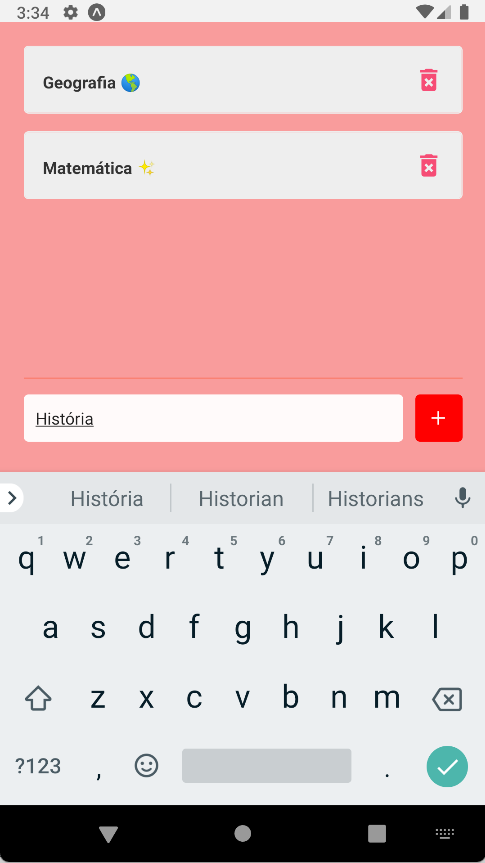 3:34
Geografia 🌎
Matemática ✨
História
+
História Historian Historians
1 2 3 4 5 6 7 8 9 0
q w e r t y u i o p
a s d f g h j k l
z x c v b n m
?123 , .